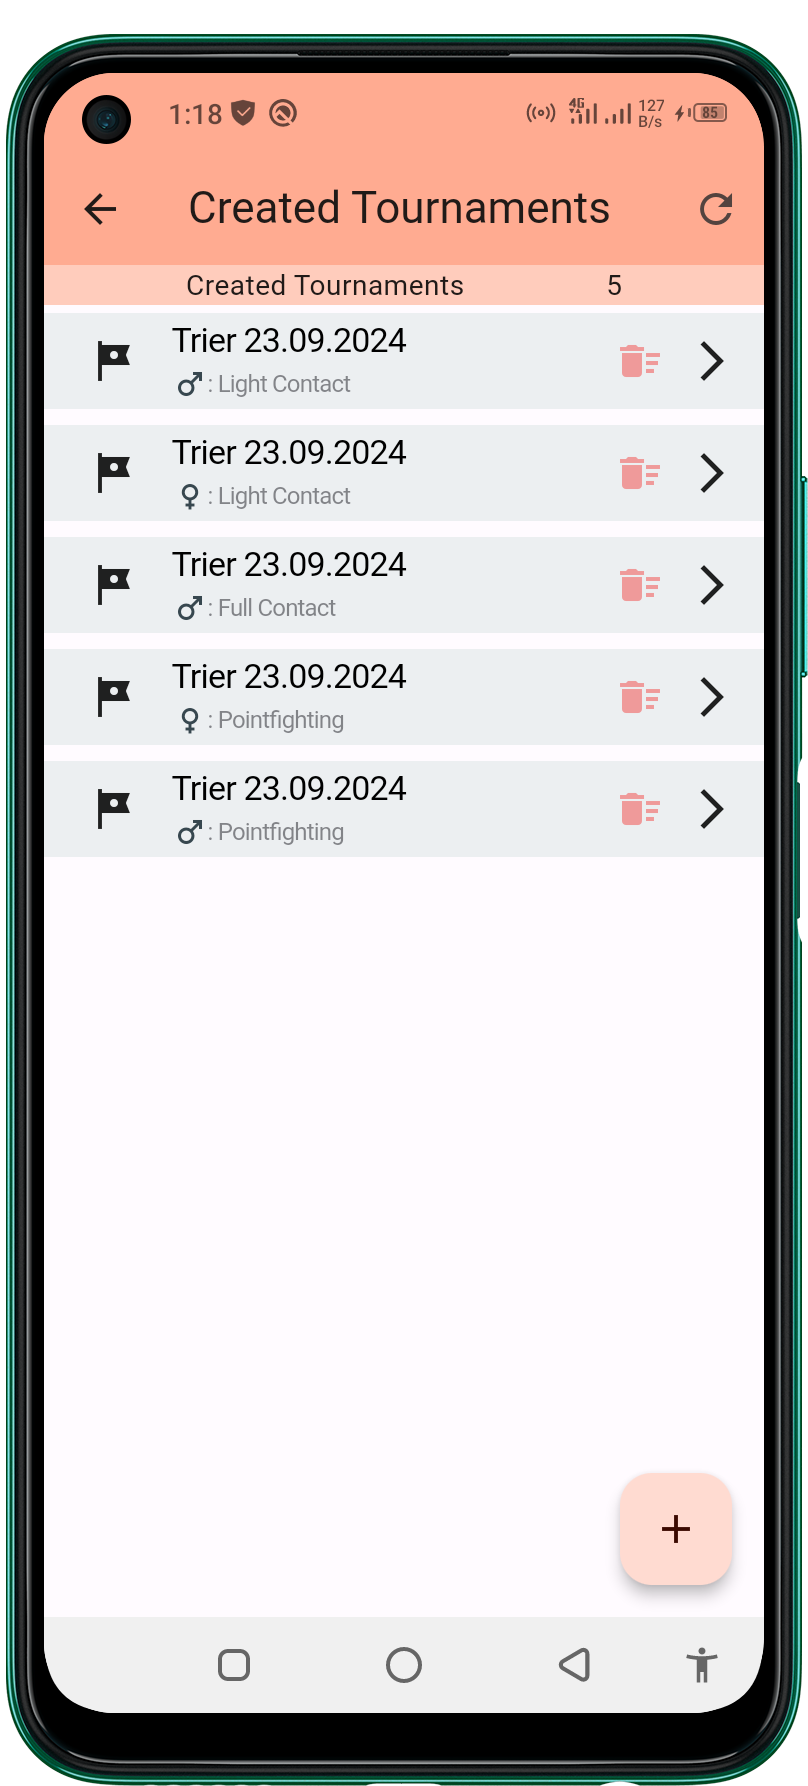 1:18 4G 127 B/s 85
Created Tournaments
Created Tournaments 5
Trier 23.09.2024
♂ : Light Contact
Trier 23.09.2024
♀ : Light Contact
Trier 23.09.2024
♂ : Full Contact
Trier 23.09.2024
♀ : Pointfighting
Trier 23.09.2024
♂ : Pointfighting
+